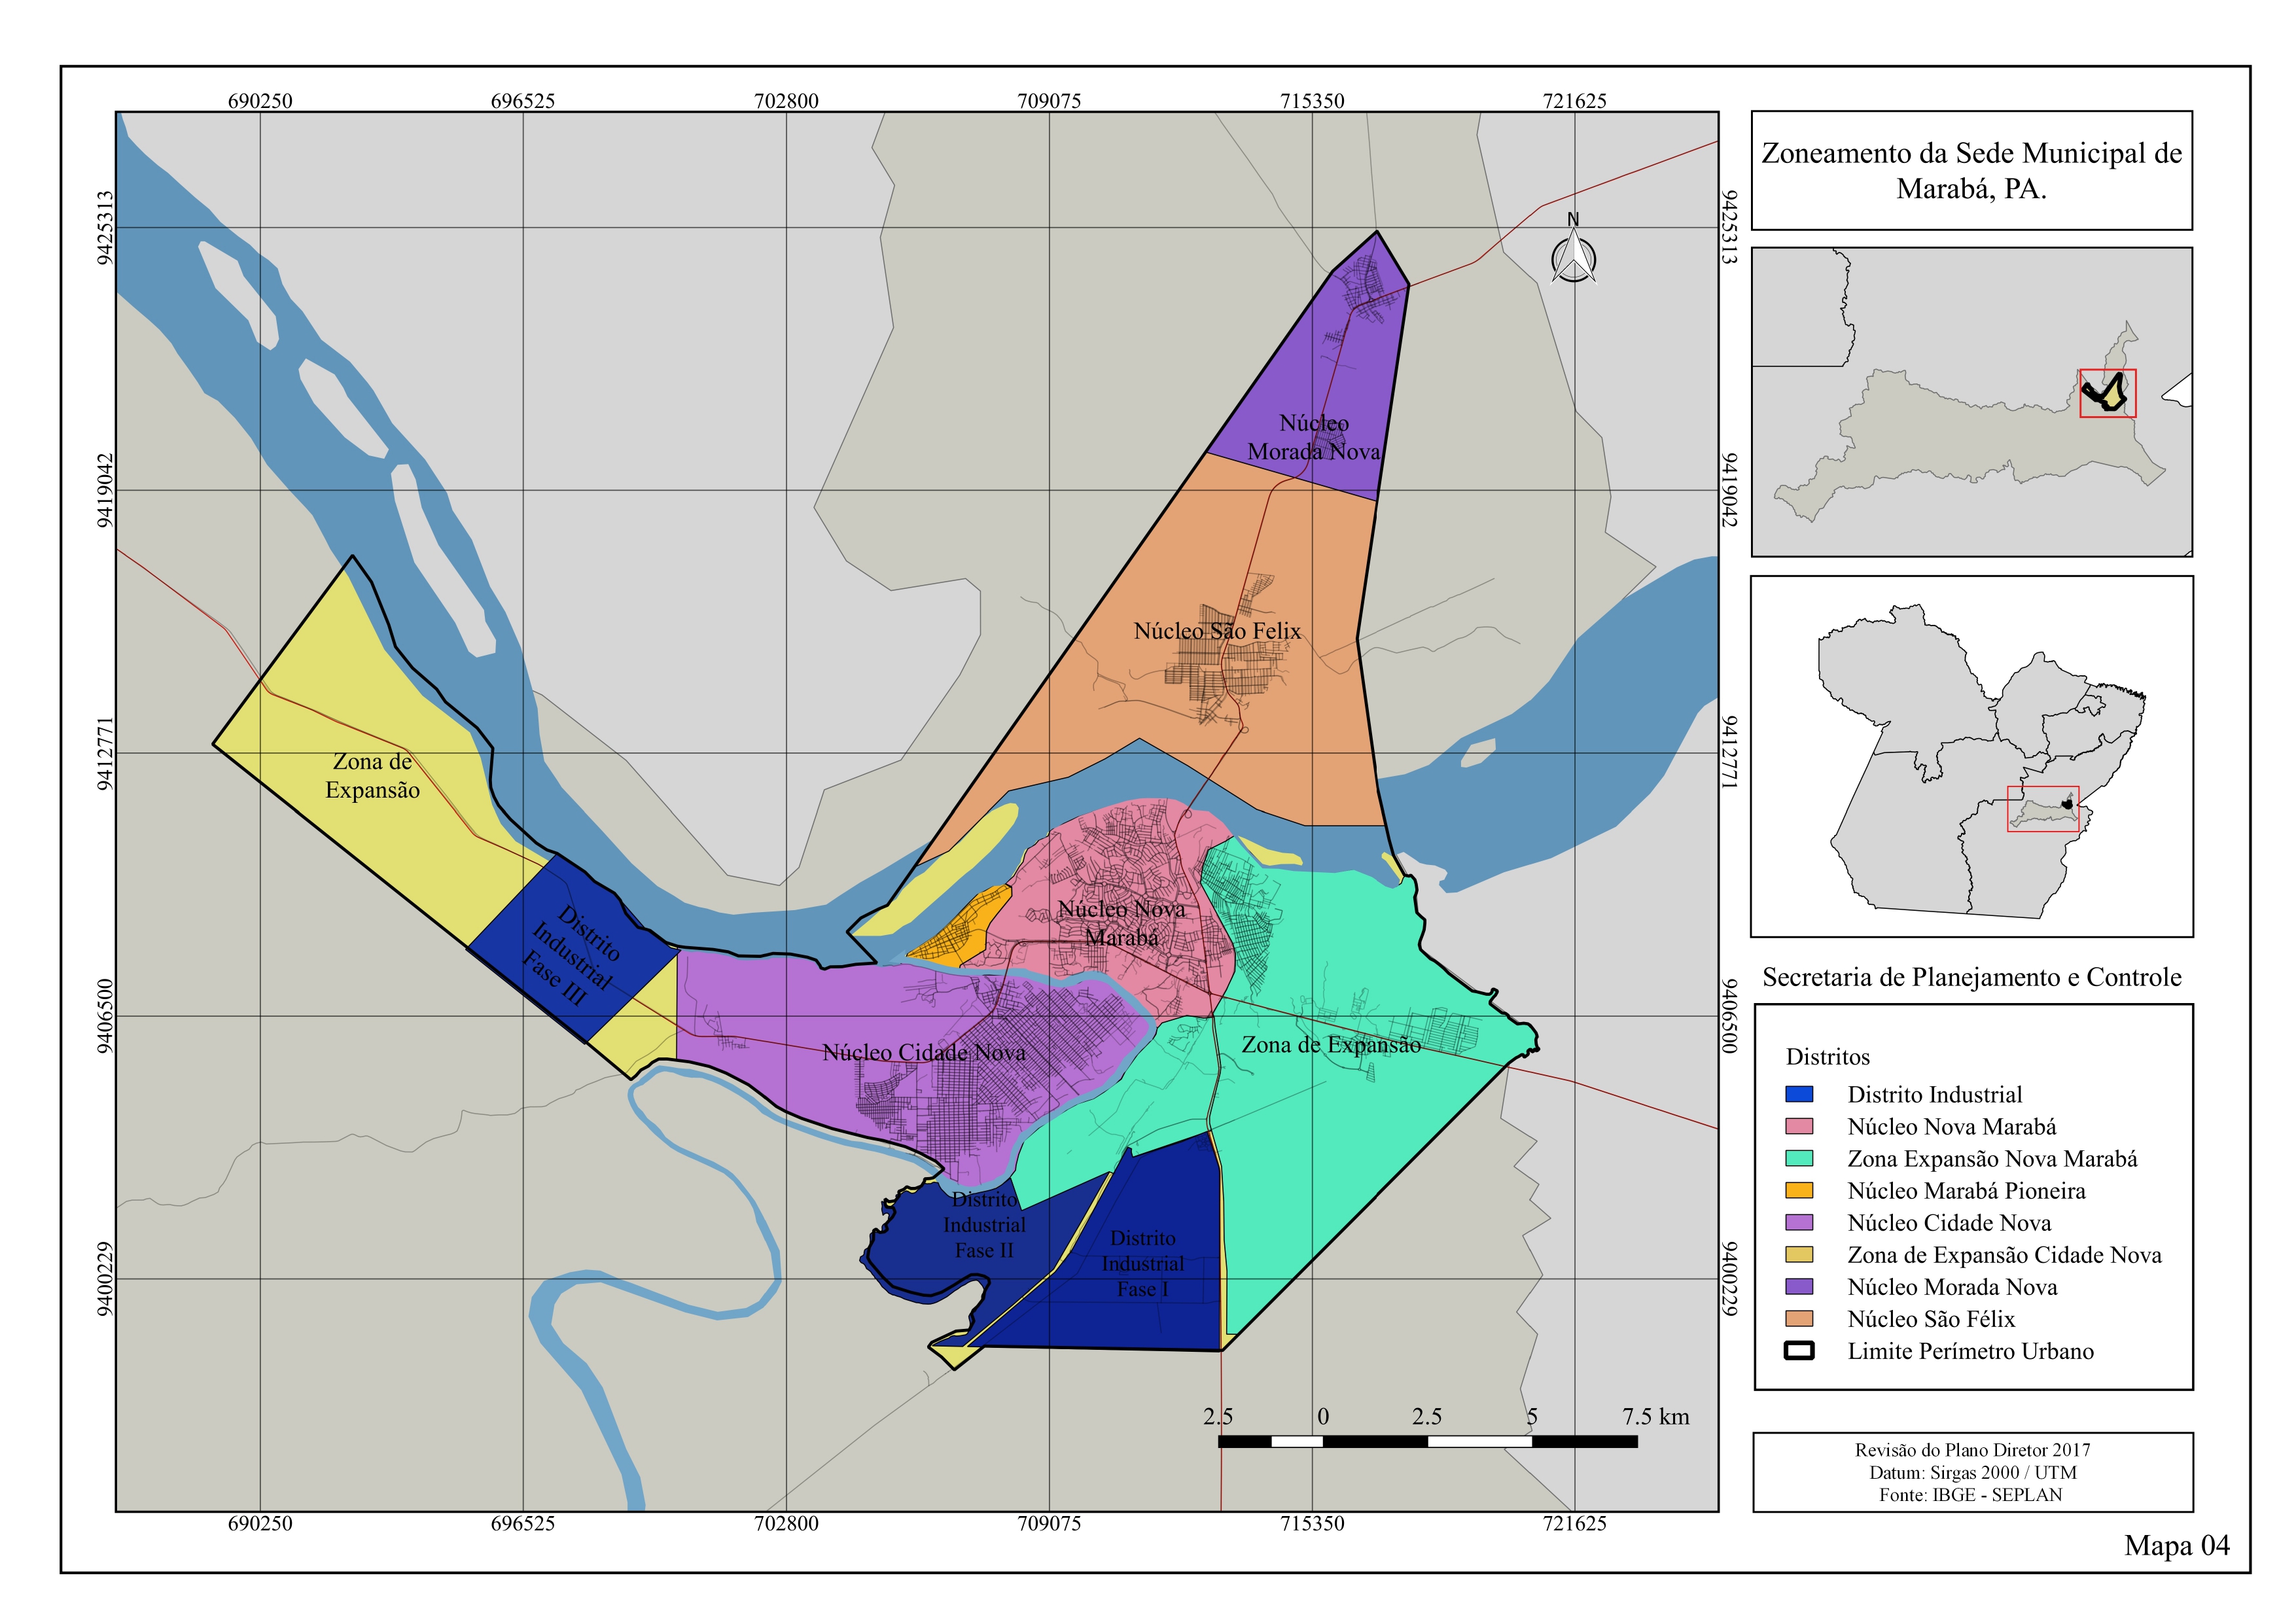 690250 696525 702800 709075 715350 721625
Zoneamento da Sede Municipal de
Marabá, PA.
9425313
9425313
N
Núcleo
Morada Nova
9419042
9419042
Núcleo São Felix
9412771
9412771
Zona de
Expansão
Núcleo Nova
Marabá
Distrito
Industrial
Fase III
9406500
9406500
Núcleo Cidade Nova
Zona de Expansão
Distrito
Industrial
Fase II
Distrito
Industrial
Fase I
9400229
9400229
2.5 0 2.5 5 7.5 km
690250 696525 702800 709075 715350 721625
Secretaria de Planejamento e Controle
Distritos
Distrito Industrial
Núcleo Nova Marabá
Zona Expansão Nova Marabá
Núcleo Marabá Pioneira
Núcleo Cidade Nova
Zona de Expansão Cidade Nova
Núcleo Morada Nova
Núcleo São Félix
Limite Perímetro Urbano
Revisão do Plano Diretor 2017
Datum: Sirgas 2000 / UTM
Fonte: IBGE - SEPLAN
Mapa 04